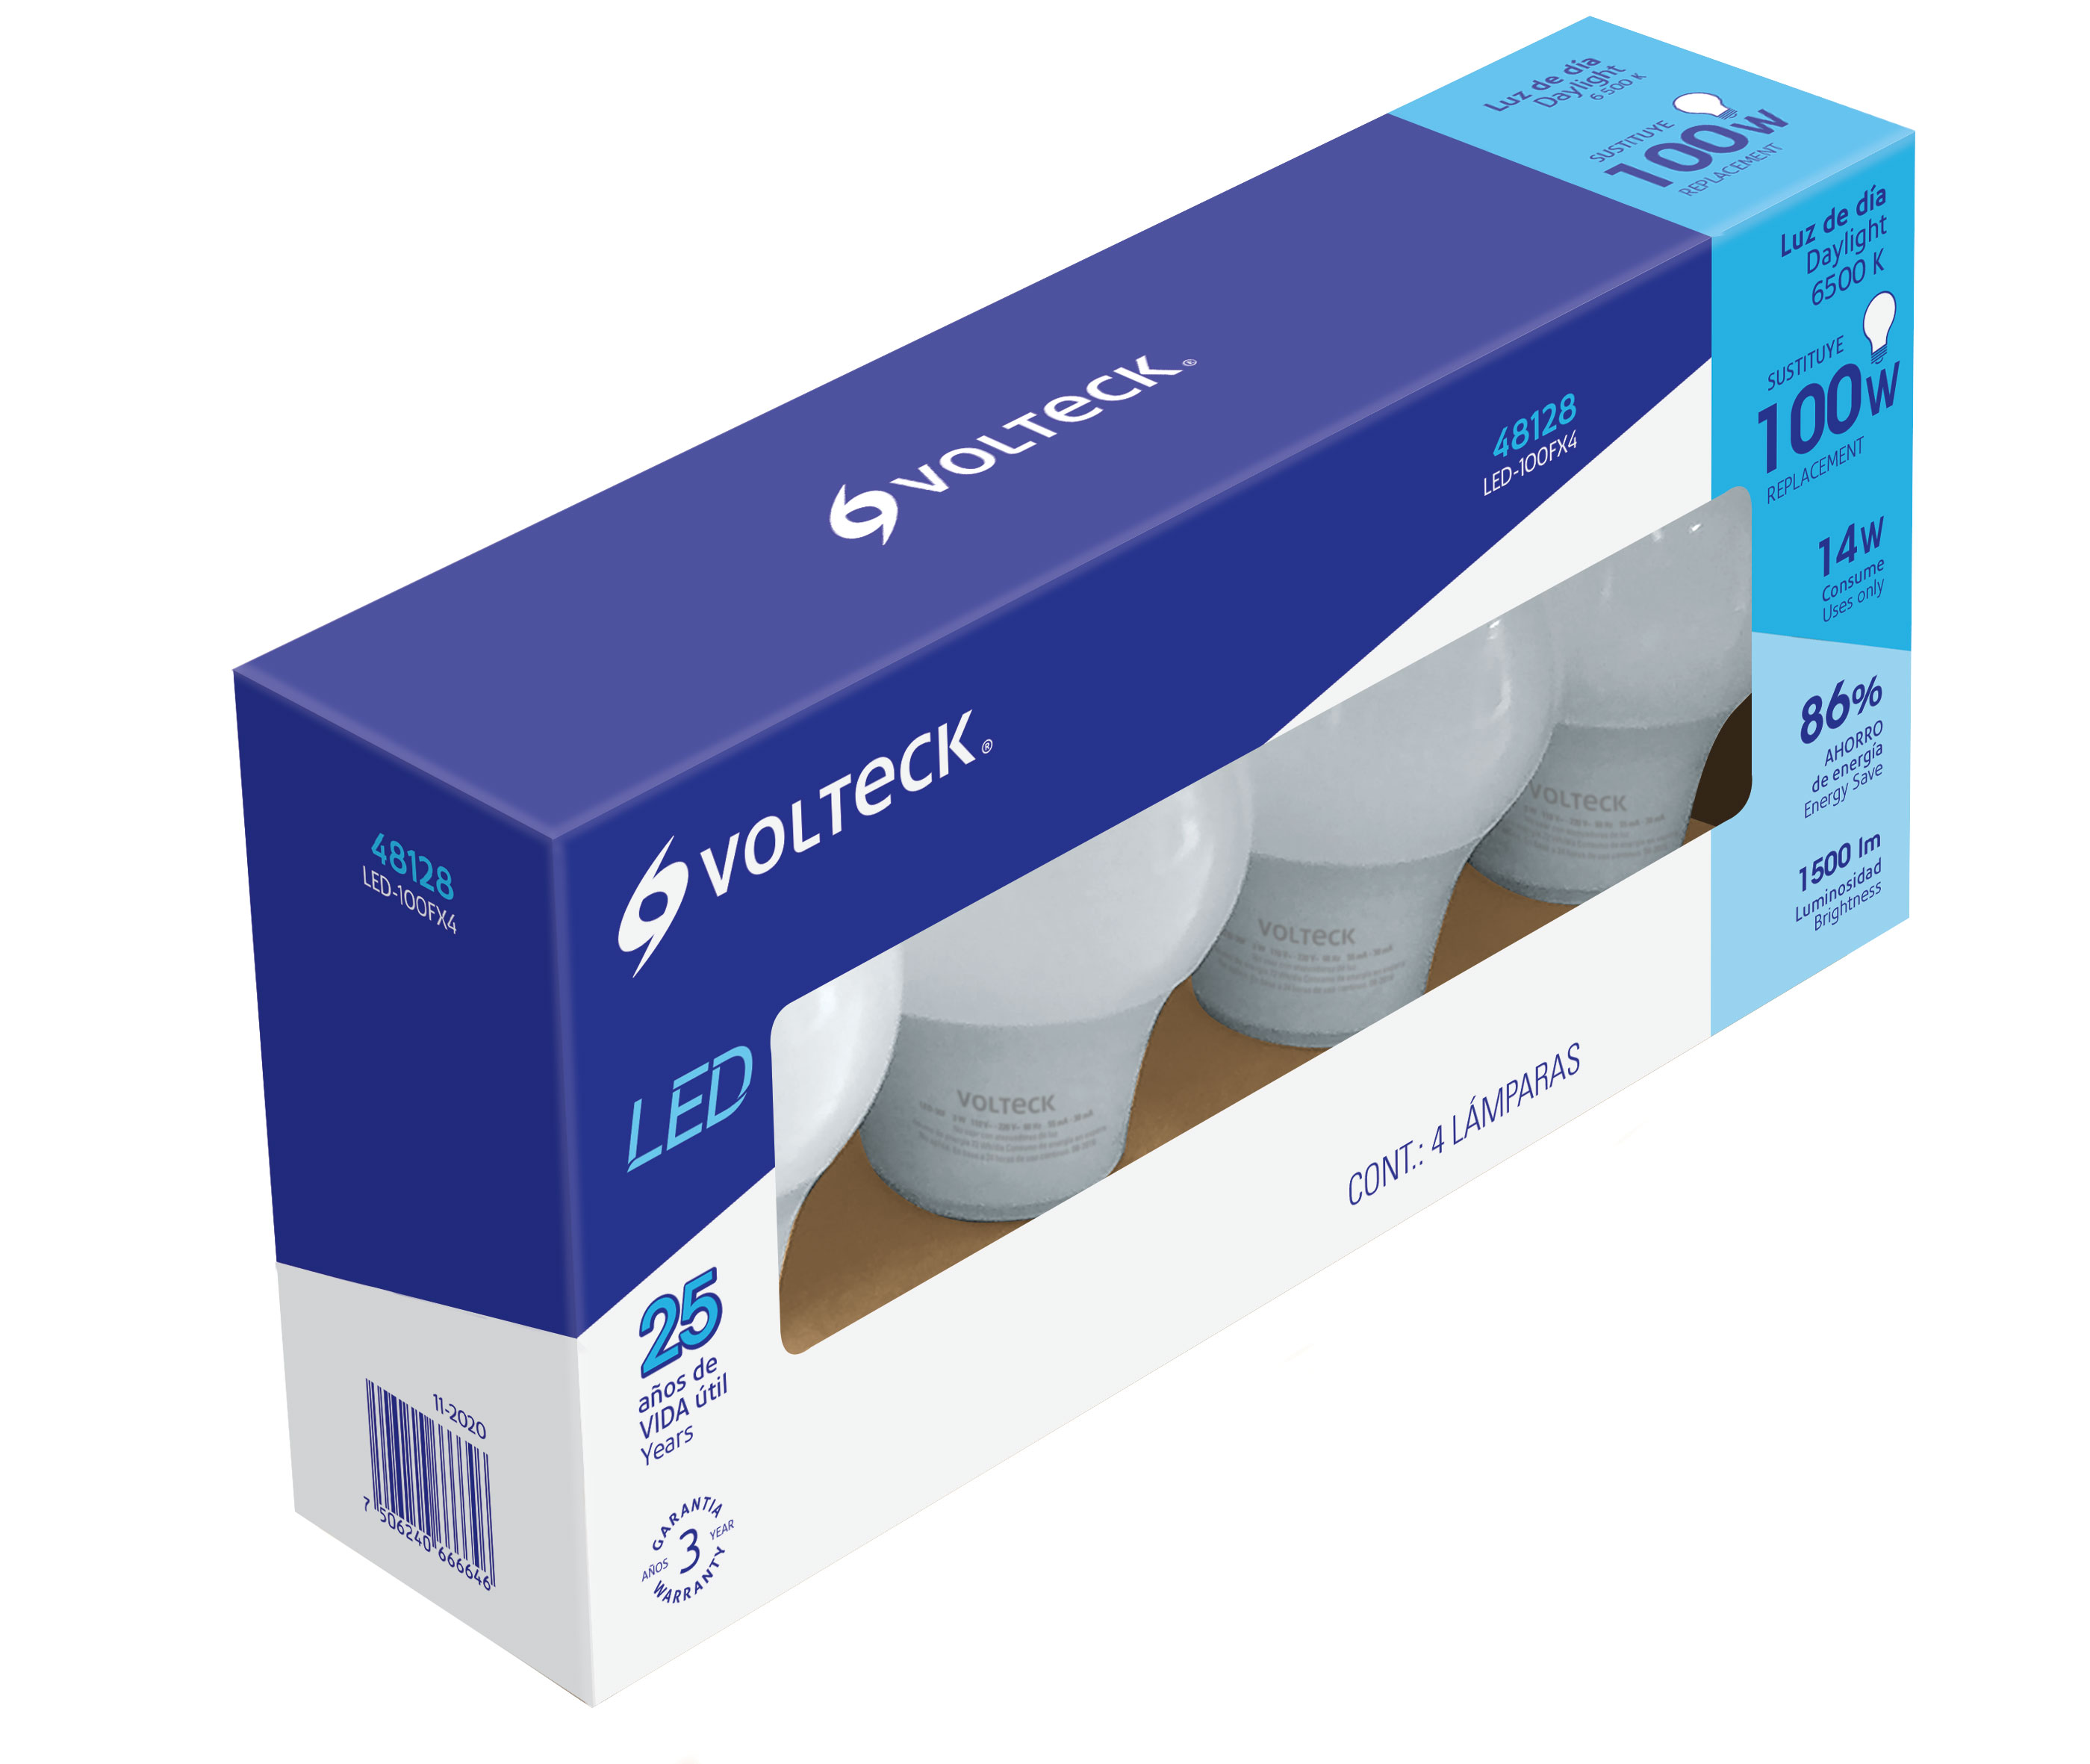 Luz de día
Daylight
6500 K
SUSTITUYE
100W
REPLACEMENT
VOLTECK®
48128
LED-100FX4
VOLTECK®
48128
LED-100FX4
LED
25
años de
VIDA útil
Years
GARANTIA
AÑOS 3 YEAR
WARRANTY
CONT.: 4 LÁMPARAS
VOLTECK
VOLTECK
VOLTECK
Luz de día
Daylight
6500 K
SUSTITUYE
100W
REPLACEMENT
14W
Consume
Uses only
86%
AHORRO
de energía
Energy Save
1500 lm
Luminosidad
Brightness
11-2020
7 506240 666646